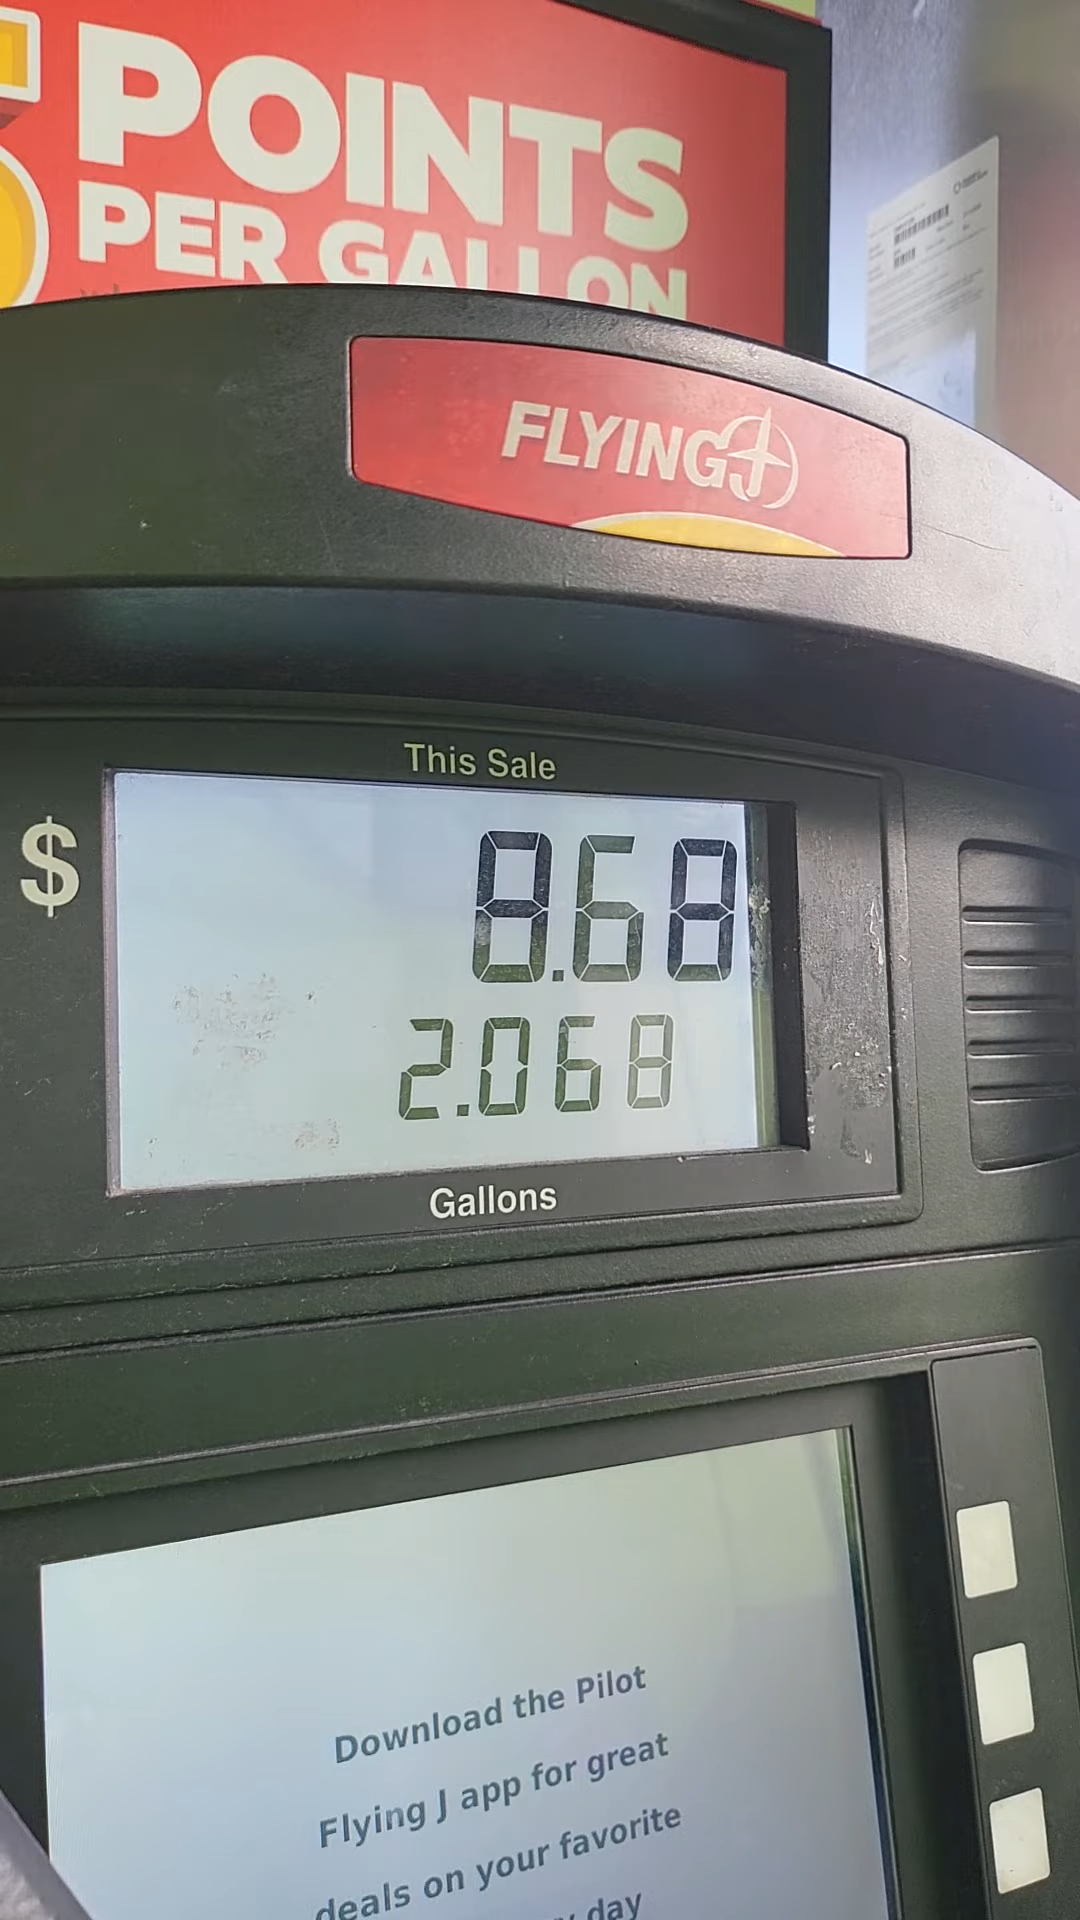 POINTS
PER GALLON
FLYING J
This Sale
$ 8.68
2.068
Gallons
Download the Pilot
Flying J app for great
deals on your favorite
day